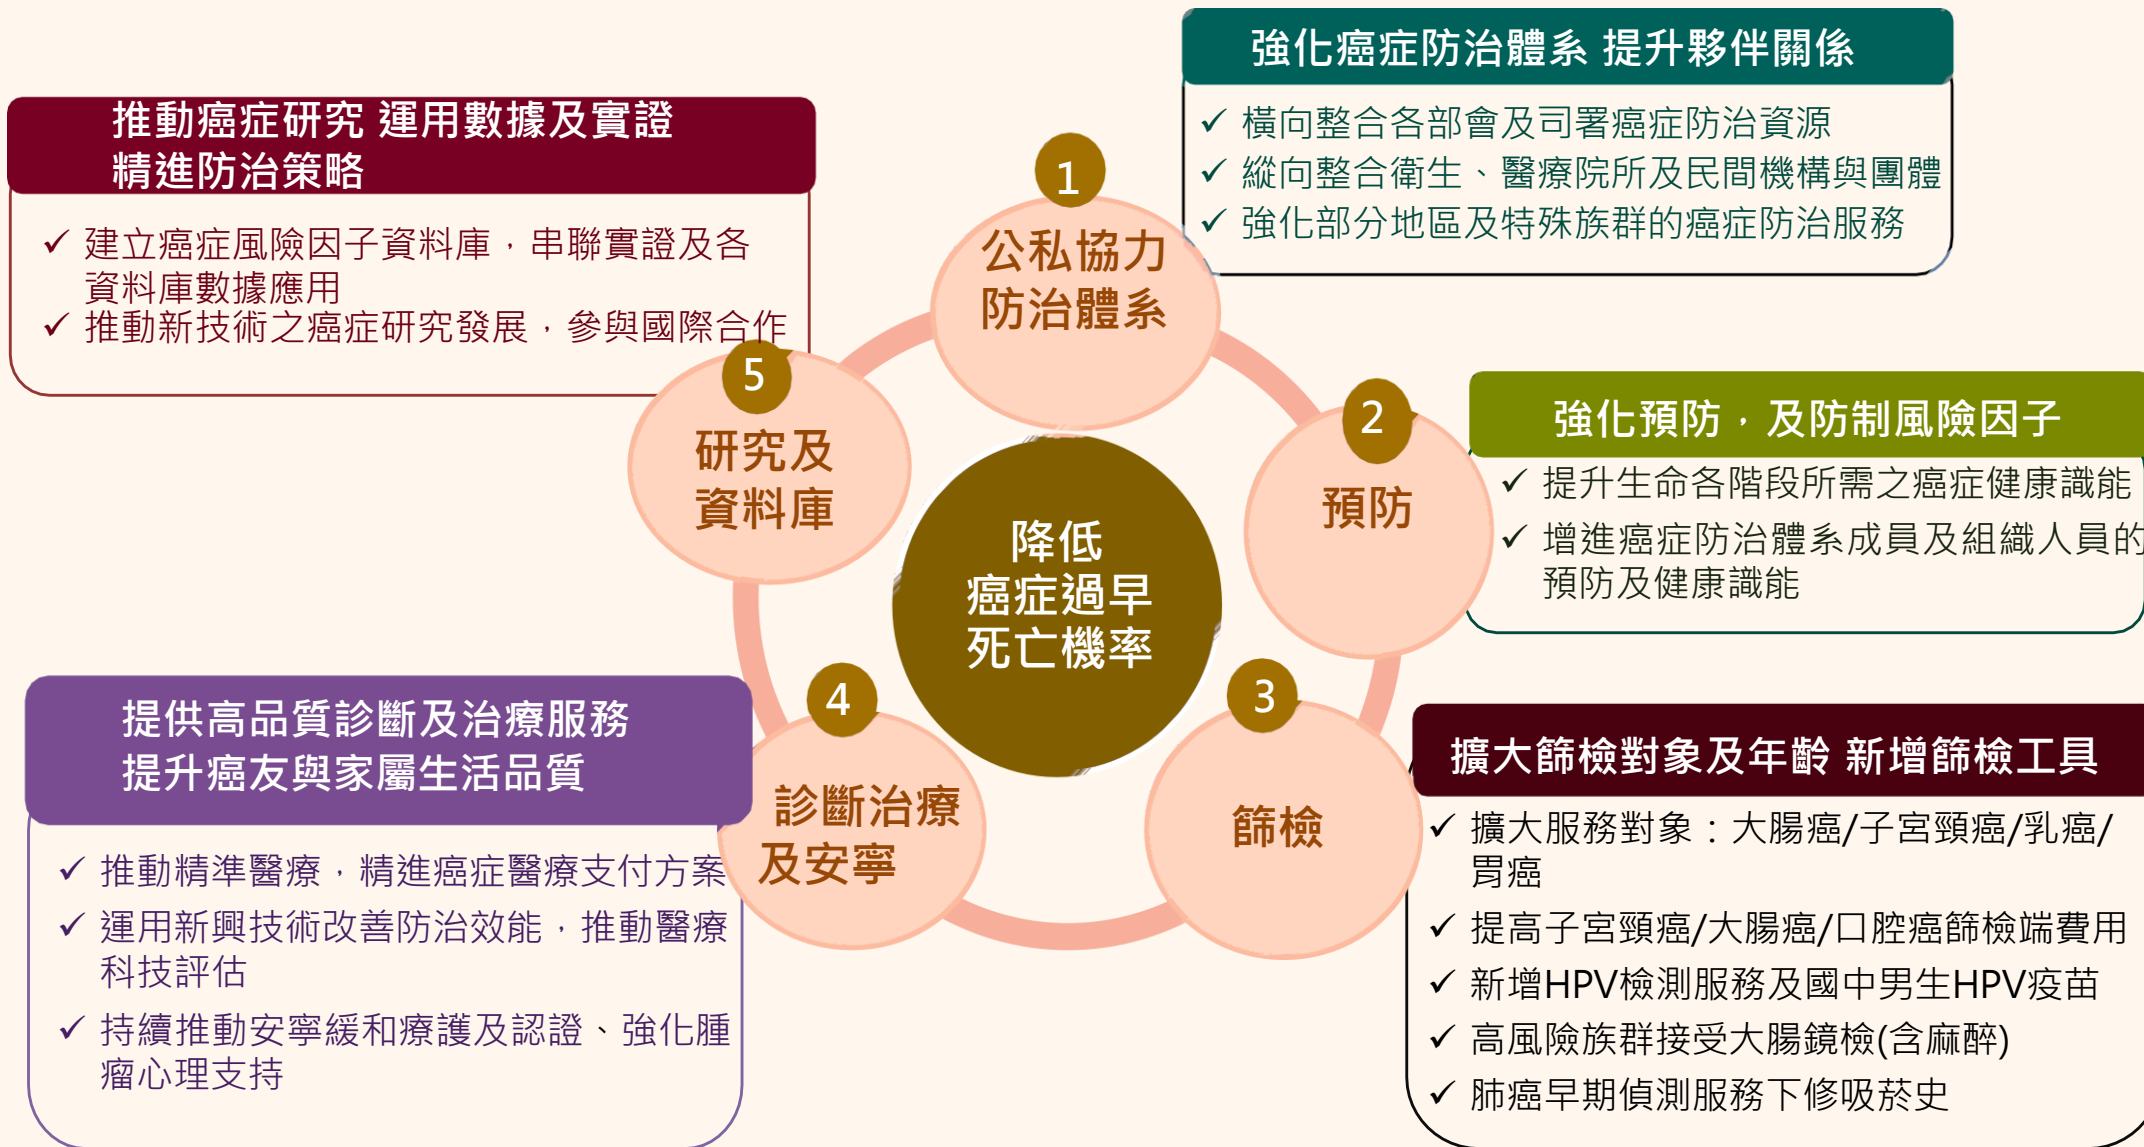 強化癌症防治體系 提升夥伴關係
✓ 橫向整合各部會及司署癌症防治資源
✓ 縱向整合衛生、醫療院所及民間機構與團體
✓ 強化部分地區及特殊族群的癌症防治服務
推動癌症研究 運用數據及實證
精進防治策略
✓ 建立癌症風險因子資料庫，串聯實證及各
資料庫數據應用
✓ 推動新技術之癌症研究發展，參與國際合作
1
公私協力
防治體系
2
預防
強化預防，及防制風險因子
✓ 提升生命各階段所需之癌症健康識能
✓ 增進癌症防治體系成員及組織人員的
預防及健康識能
5
研究及
資料庫
降低
癌症過早
死亡機率
3
篩檢
擴大篩檢對象及年齡 新增篩檢工具
✓ 擴大服務對象：大腸癌/子宮頸癌/乳癌/
胃癌
✓ 提高子宮頸癌/大腸癌/口腔癌篩檢端費用
✓ 新增HPV檢測服務及國中男生HPV疫苗
✓ 高風險族群接受大腸鏡檢(含麻醉)
✓ 肺癌早期偵測服務下修吸菸史
4
診斷治療
及安寧
提供高品質診斷及治療服務
提升癌友與家屬生活品質
✓ 推動精準醫療，精進癌症醫療支付方案
✓ 運用新興技術改善防治效能，推動醫療
科技評估
✓ 持續推動安寧緩和療護及認證、強化腫
瘤心理支持